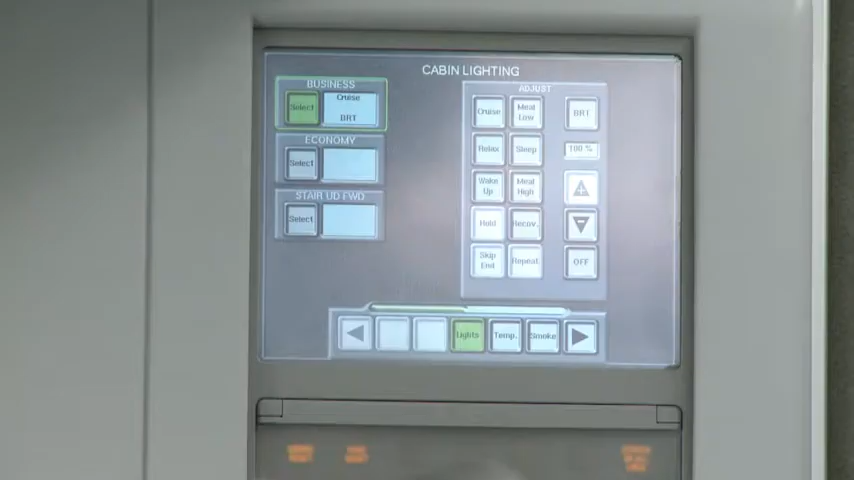 CABIN LIGHTING
BUSINESS
Select
Cruise
BRT
ECONOMY
Select
STAIR UD FWD
Select
ADJUST
Cruise
Meal
Low
BRT
Relax
Sleep
100 %
Wake
Up
Meal
High
Hold
Recov.
Skip
End
Repeat
OFF
Lights
Temp.
Smoke